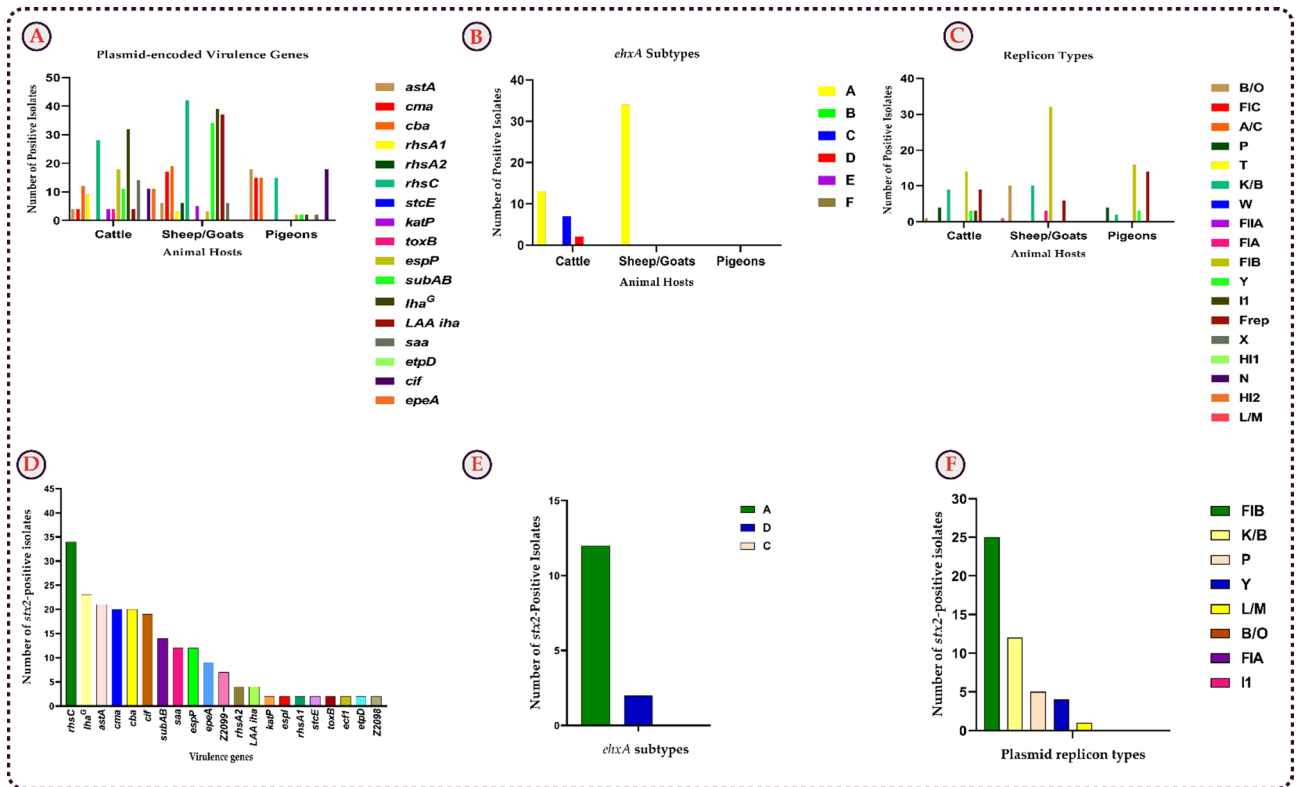 A
Plasmid-encoded Virulence Genes
Number of Positive Isolates
50
40
30
20
10
0
Cattle Sheep/Goats Pigeons
Animal Hosts
astA
cma
cba
rhsA1
rhsA2
rhsC
stcE
katP
toxB
espP
subAB
IhaG
LAA iha
saa
etpD
cif
epeA
B
ehxA Subtypes
Number of Positive Isolates
40
30
20
10
0
Cattle Sheep/Goats Pigeons
Animal Hosts
A
B
C
D
E
F
C
Replicon Types
Number of Positive Isolates
40
30
20
10
0
Cattle Sheep/Goats Pigeons
Animal Hosts
B/O
FIC
A/C
P
T
K/B
W
FIIA
FIA
FIB
Y
I1
Frep
X
HI1
N
HI2
L/M
D
Number of stx2-positive isolates
45
40
35
30
25
20
15
10
5
0
rhsC IhaG astA cma cba cif subAB saa espP epeA Z2099 rhsA2 LAA iha katP espI rhsA1 stcE toxB ecf1 etpD Z2098
Virulence genes
E
Number of stx2-Positive Isolates
15
10
5
0
ehxA subtypes
A
D
C
F
Number of stx2-positive isolates
30
25
20
15
10
5
0
Plasmid replicon types
FIB
K/B
P
Y
L/M
B/O
FIA
I1